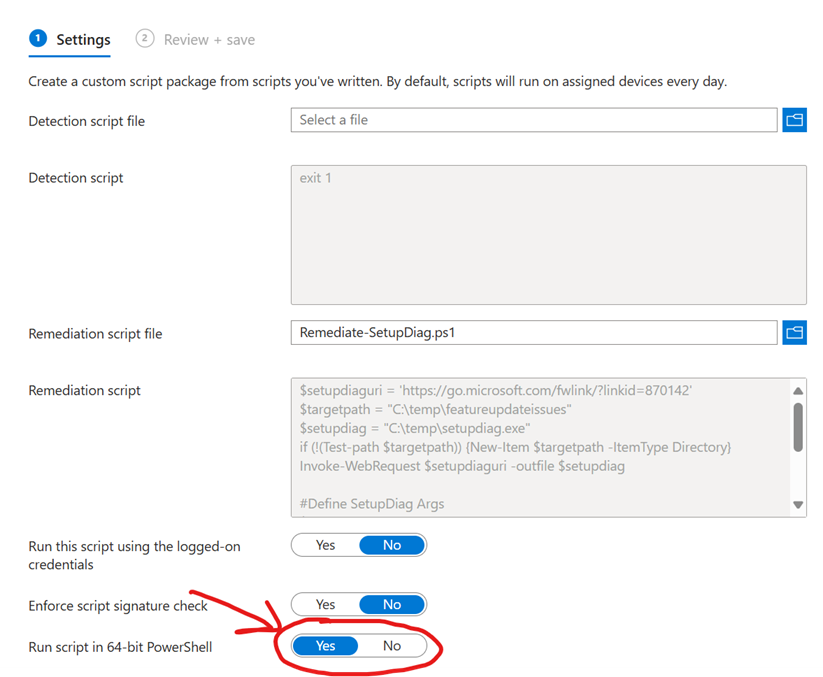 1 Settings 2 Review + save
Create a custom script package from scripts you've written. By default, scripts will run on assigned devices every day.
Detection script file Select a file
Detection script exit 1
Remediation script file Remediate-SetupDiag.ps1
Remediation script $setupdiaguri = 'https://go.microsoft.com/fwlink/?linkid=870142'
$targetpath = "C:\temp\featureupdateissues"
$setupdiag = "C:\temp\setupdiag.exe"
if (!(Test-path $targetpath)) {New-Item $targetpath -ItemType Directory}
Invoke-WebRequest $setupdiaguri -outfile $setupdiag
#Define SetupDiag Args
Run this script using the logged-on Yes No
credentials
Enforce script signature check Yes No
Run script in 64-bit PowerShell Yes No